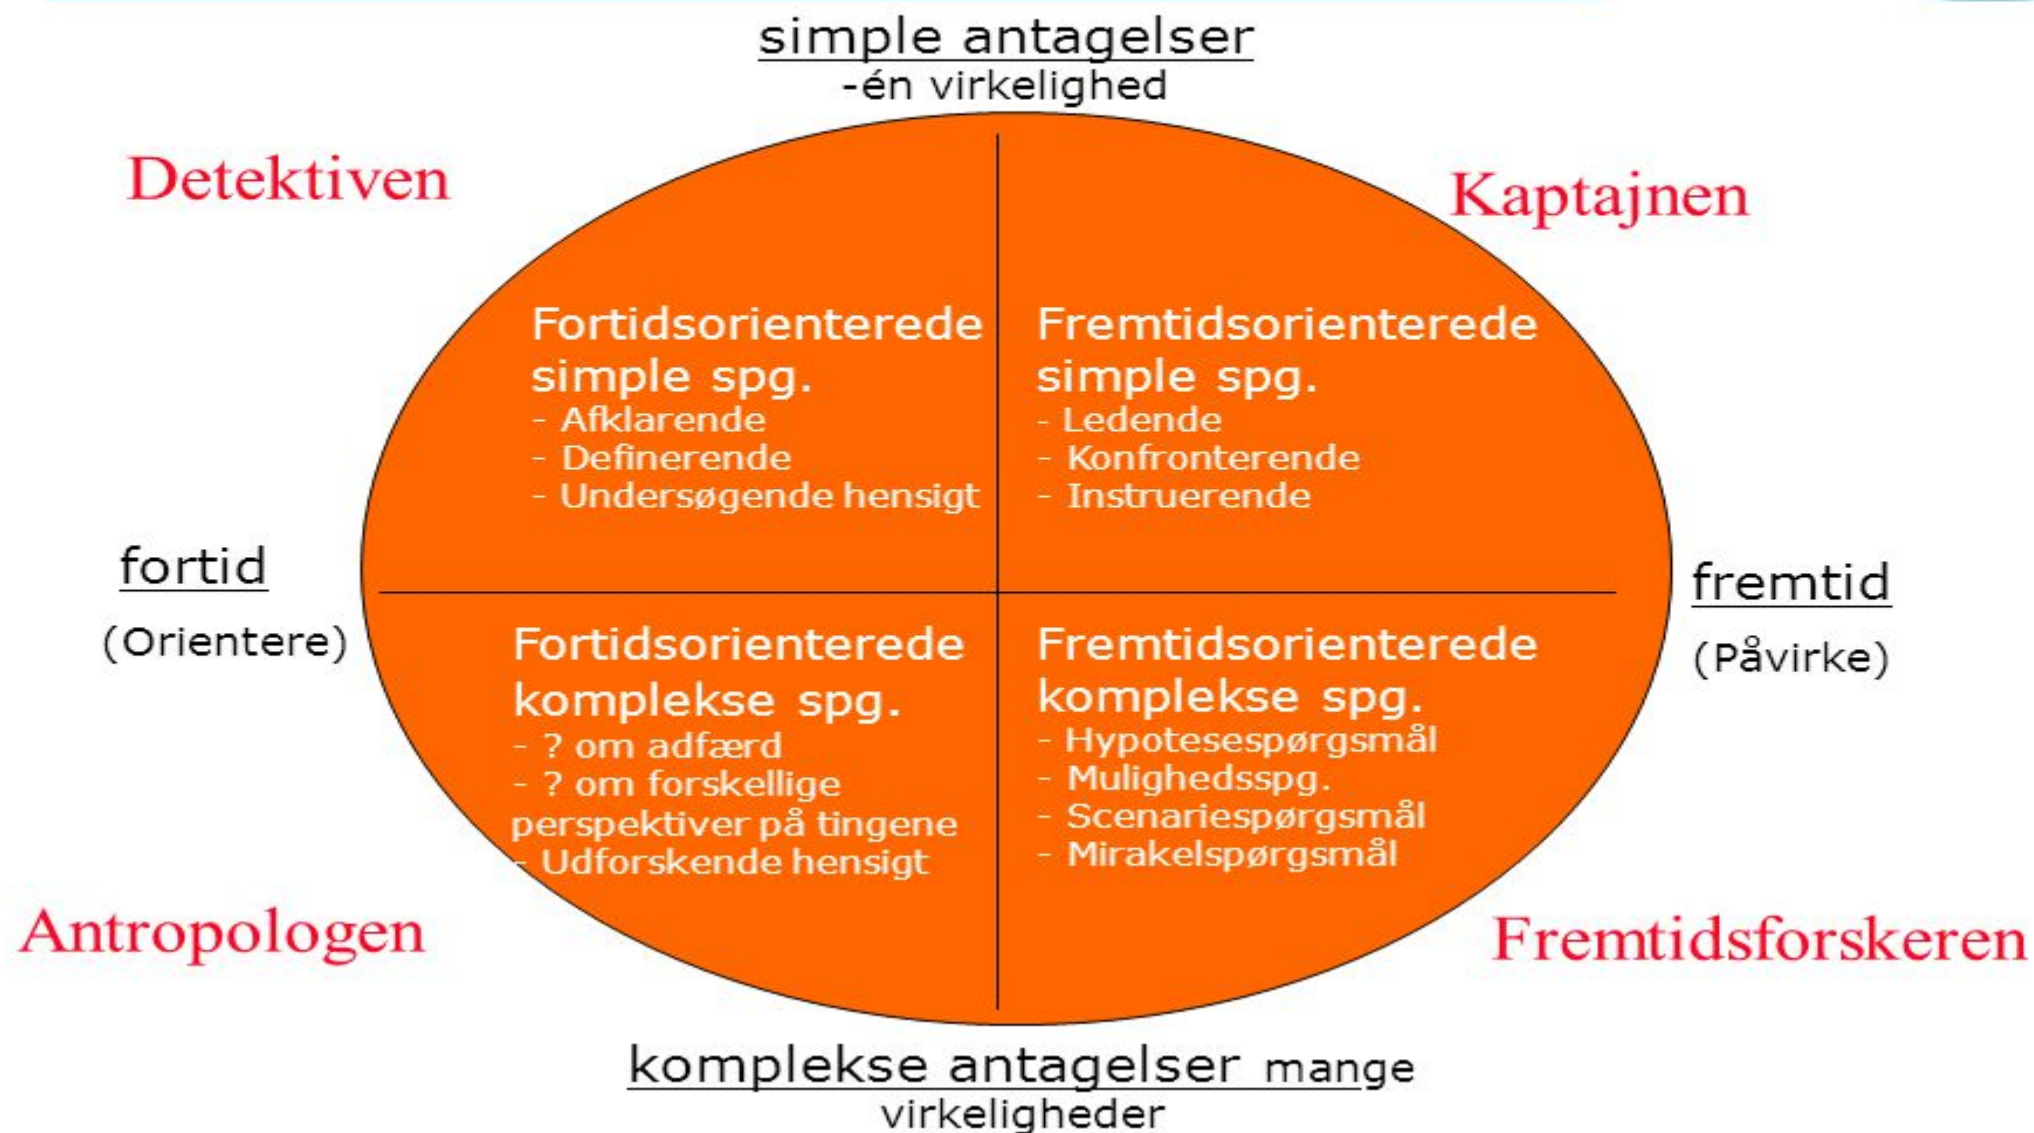 simple antagelser
-én virkelighed
Detektiven
Kaptajnen
Fortidsorienterede
simple spg.
- Afklarende
- Definerende
- Undersøgende hensigt
Fremtidsorienterede
simple spg.
- Ledende
- Konfronterende
- Instruerende
fortid
(Orientere)
fremtid
(Påvirke)
Fortidsorienterede
komplekse spg.
- ? om adfærd
- ? om forskellige
perspektiver på tingene
- Udforskende hensigt
Fremtidsorienterede
komplekse spg.
- Hypotesespørgsmål
- Mulighedsspg.
- Scenariespørgsmål
- Mirakelspørgsmål
Antropologen
Fremtidsforskeren
komplekse antagelser mange
virkeligheder